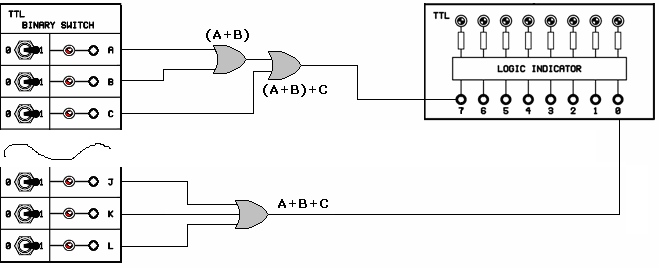 TTL
BINARY SWITCH
0 1 A
0 1 B
0 1 C
(A+B)
(A+B)+C
TTL
LOGIC INDICATOR
7 6 5 4 3 2 1 0
0 1 J
0 1 K
0 1 L
A+B+C